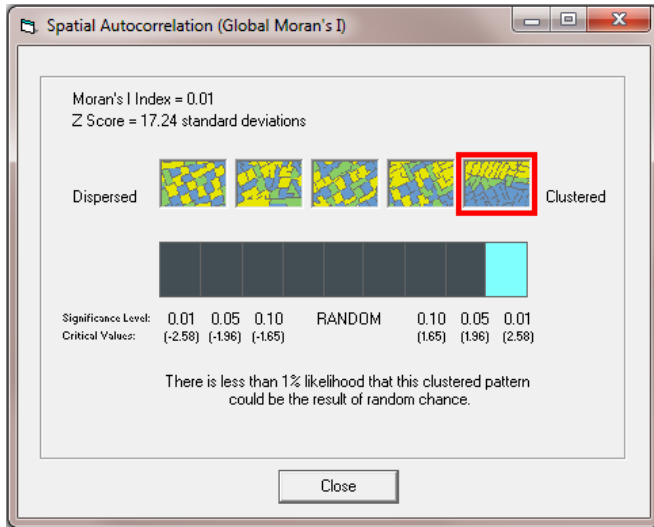 Spatial Autocorrelation (Global Moran's I)
Moran's I Index = 0.01
Z Score = 17.24 standard deviations
Dispersed
Clustered
Significance Level: 0.01 0.05 0.10 RANDOM 0.10 0.05 0.01
Critical Values: (-2.58) (-1.96) (-1.65) (1.65) (1.96) (2.58)
There is less than 1% likelihood that this clustered pattern
could be the result of random chance.
Close